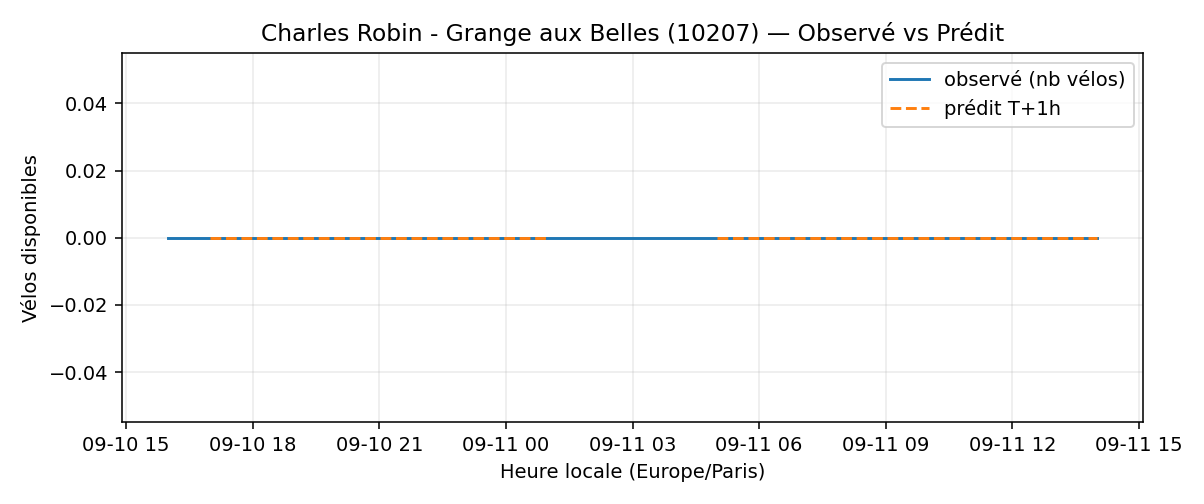 Charles Robin - Grange aux Belles (10207) — Observé vs Prédit
observé (nb vélos)
prédit T+1h
Vélos disponibles
0.04
0.02
0.00
−0.02
−0.04
09-10 15 09-10 18 09-10 21 09-11 00 09-11 03 09-11 06 09-11 09 09-11 12 09-11 15
Heure locale (Europe/Paris)